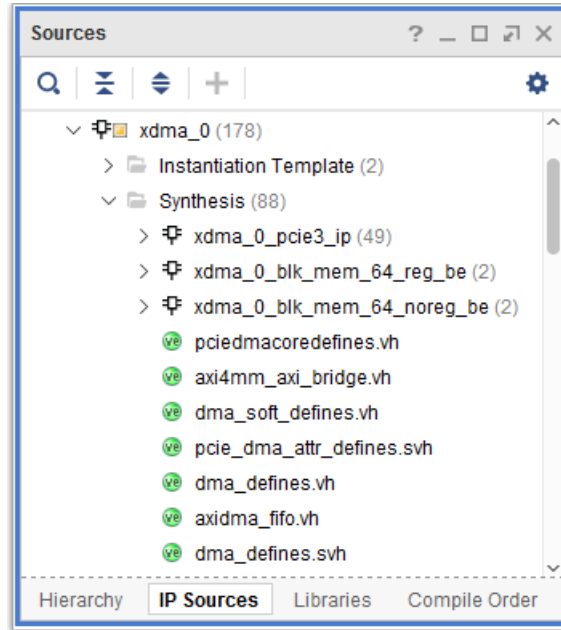 Sources
xdma_0 (178)
Instantiation Template (2)
Synthesis (88)
xdma_0_pcie3_ip (49)
xdma_0_blk_mem_64_reg_be (2)
xdma_0_blk_mem_64_noreg_be (2)
pciedmacoredefines.vh
axi4mm_axi_bridge.vh
dma_soft_defines.vh
pcie_dma_attr_defines.svh
dma_defines.vh
axidma_fifo.vh
dma_defines.svh
Hierarchy IP Sources Libraries Compile Order